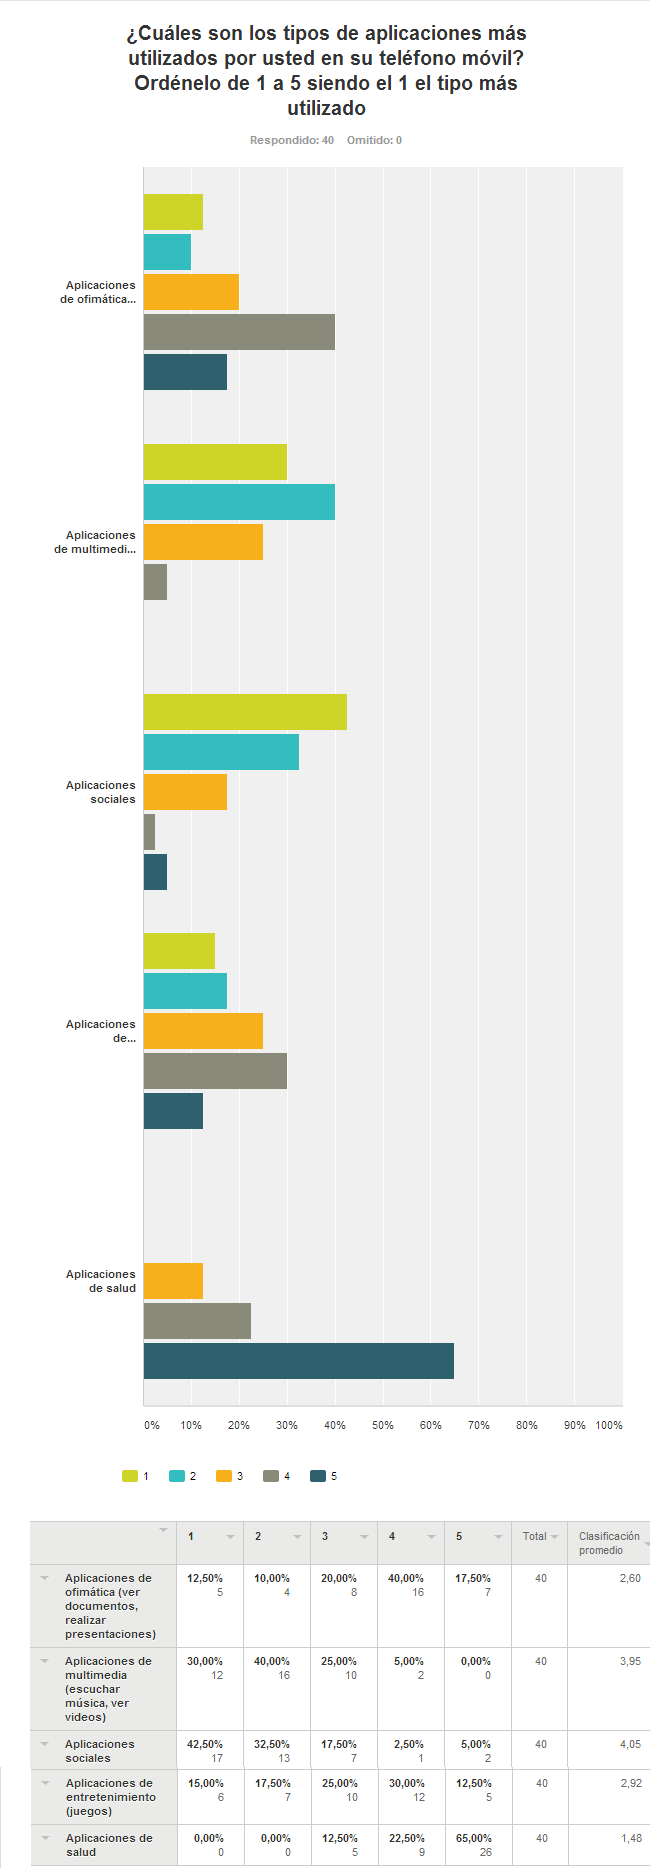 ¿Cuáles son los tipos de aplicaciones más
utilizados por usted en su teléfono móvil?
Ordénelo de 1 a 5 siendo el 1 el tipo más
utilizado
Respondido: 40 Omitido: 0
Aplicaciones
de ofimática...
Aplicaciones
de multimedi...
Aplicaciones
sociales
Aplicaciones
de...
Aplicaciones
de salud
0% 10% 20% 30% 40% 50% 60% 70% 80% 90% 100%
1 2 3 4 5
1 2 3 4 5 Total Clasificación
promedio
Aplicaciones de 12,50% 10,00% 20,00% 40,00% 17,50% 40 2,60
ofimática (ver 5 4 8 16 7
documentos,
realizar
presentaciones)
Aplicaciones de 30,00% 40,00% 25,00% 5,00% 0,00% 40 3,95
multimedia 12 16 10 2 0
(escuchar
música, ver
videos)
Aplicaciones 42,50% 32,50% 17,50% 2,50% 5,00% 40 4,05
sociales 17 13 7 1 2
Aplicaciones de 15,00% 17,50% 25,00% 30,00% 12,50% 40 2,92
entretenimiento 6 7 10 12 5
(juegos)
Aplicaciones de 0,00% 0,00% 12,50% 22,50% 65,00% 40 1,48
salud 0 0 5 9 26